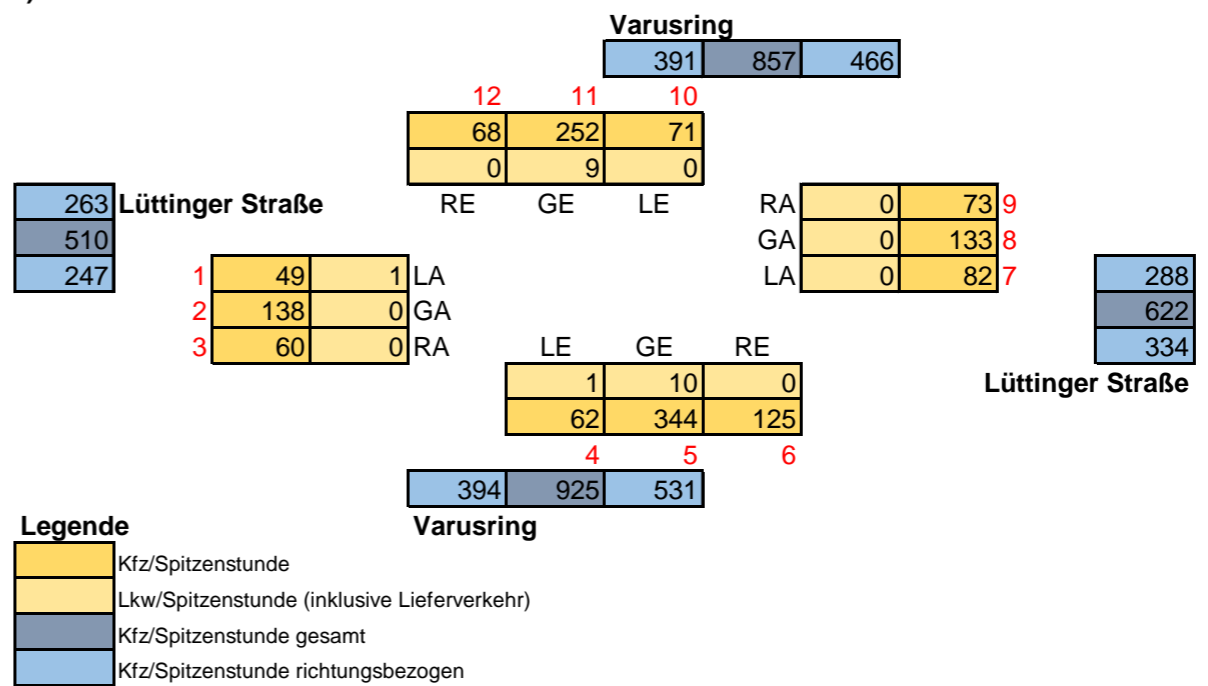 )
Varusring
391 857 466
12 11 10
68 252 71
0 9 0
263 Lüttinger Straße RE GE LE RA 0 73 9
510 GA 0 133 8
247 1 49 1 LA LA 0 82 7 288
2 138 0 GA 622
3 60 0 RA LE GE RE 334
1 10 0 Lüttinger Straße
62 344 125
4 5 6
394 925 531
Legende Varusring
Kfz/Spitzenstunde
Lkw/Spitzenstunde (inklusive Lieferverkehr)
Kfz/Spitzenstunde gesamt
Kfz/Spitzenstunde richtungsbezogen